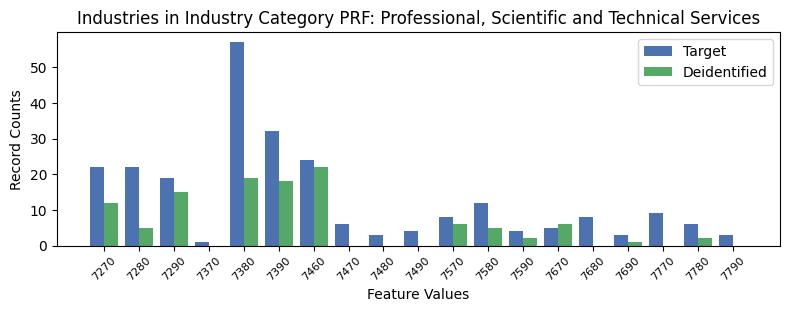 Industries in Industry Category PRF: Professional, Scientific and Technical Services
Target
Deidentified
Record Counts
50
40
30
20
10
0
7270 7280 7290 7370 7380 7390 7460 7470 7480 7490 7570 7580 7590 7670 7680 7690 7770 7780 7790
Feature Values